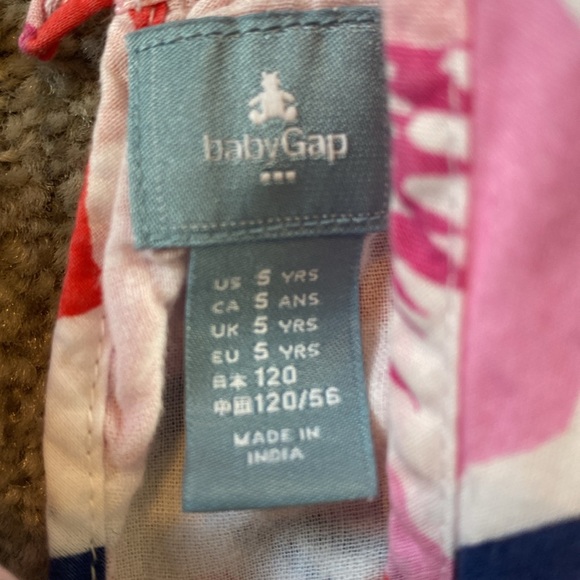 babyGap
US 5 YRS
CA 5 ANS
UK 5 YRS
EU 5 YRS
日本 120
中国 120/56
MADE IN
INDIA